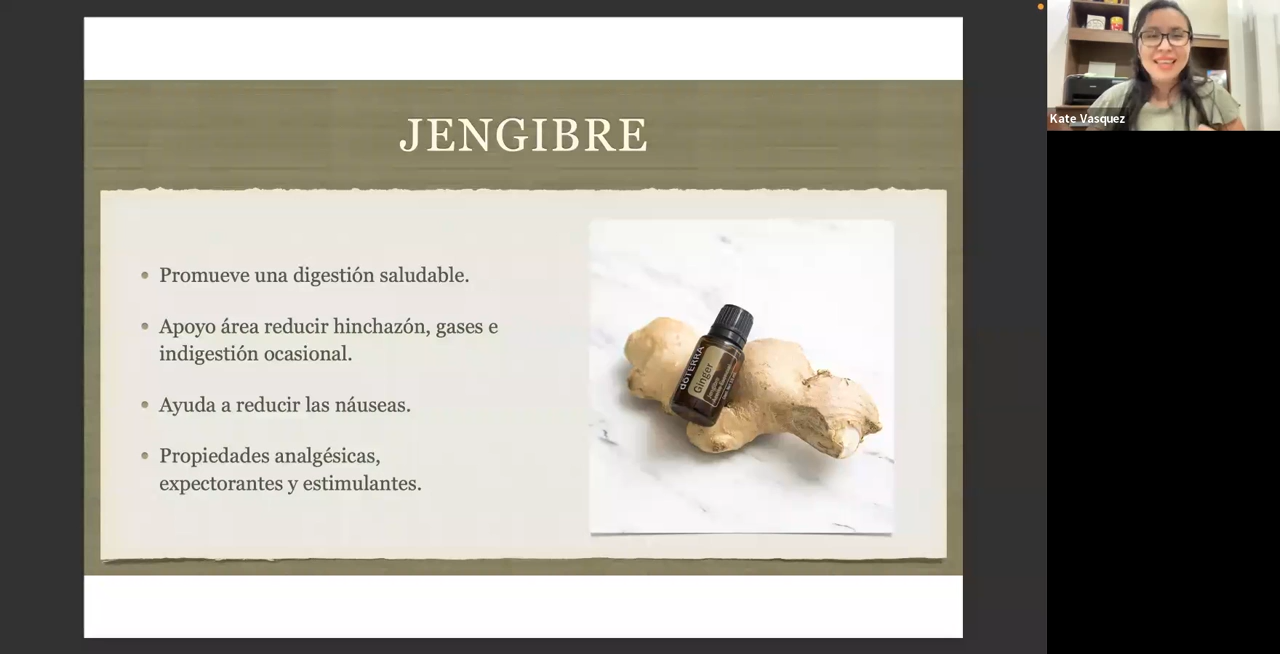 JENGIBRE
Promueve una digestión saludable.
Apoyo área reducir hinchazón, gases e
indigestión ocasional.
Ayuda a reducir las náuseas.
Propiedades analgésicas,
expectorantes y estimulantes.
dōTERRA
Ginger
Kate Vasquez